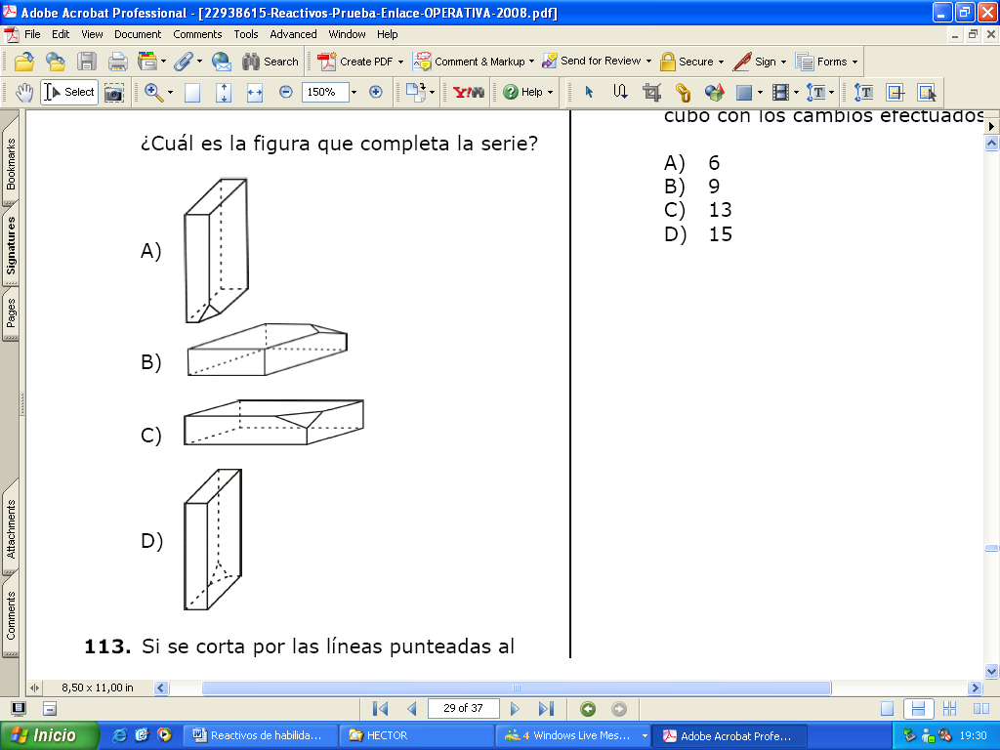 Adobe Acrobat Professional - [22938615-Reactivos-Prueba-Enlace-OPERATIVA-2008.pdf]
File Edit View Document Comments Tools Advanced Window Help
Search Create PDF Comment & Markup Send for Review Secure Sign Forms
Select 150% Y! Help
Bookmarks
Signatures
Pages
Attachments
Comments
¿Cuál es la figura que completa la serie?
A)
B)
C)
D)
113. Si se corta por las líneas punteadas al
cubo con los cambios efectuados
A) 6
B) 9
C) 13
D) 15
8,50 x 11,00 in
29 of 37
Inicio Reactivos de habilida... HECTOR 4 Windows Live Mes... Adobe Acrobat Profe... 19:30